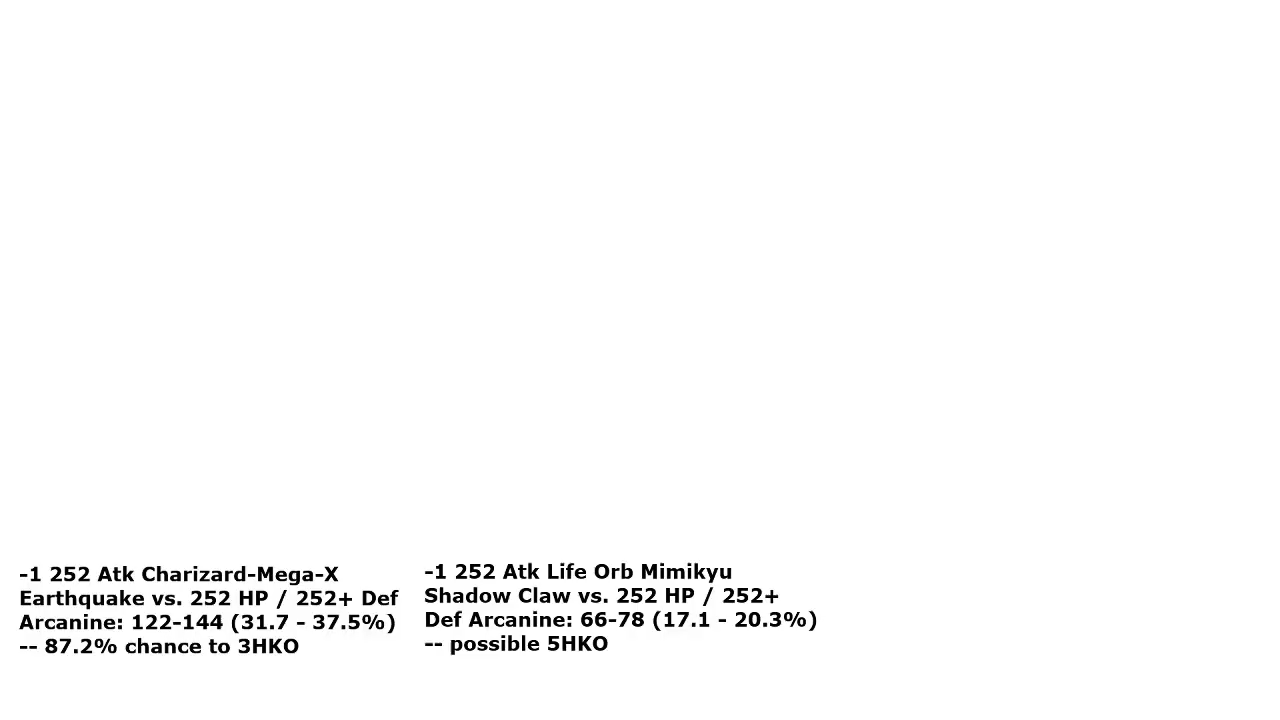 -1 252 Atk Charizard-Mega-X
Earthquake vs. 252 HP / 252+ Def
Arcanine: 122-144 (31.7 - 37.5%)
-- 87.2% chance to 3HKO
-1 252 Atk Life Orb Mimikyu
Shadow Claw vs. 252 HP / 252+
Def Arcanine: 66-78 (17.1 - 20.3%)
-- possible 5HKO